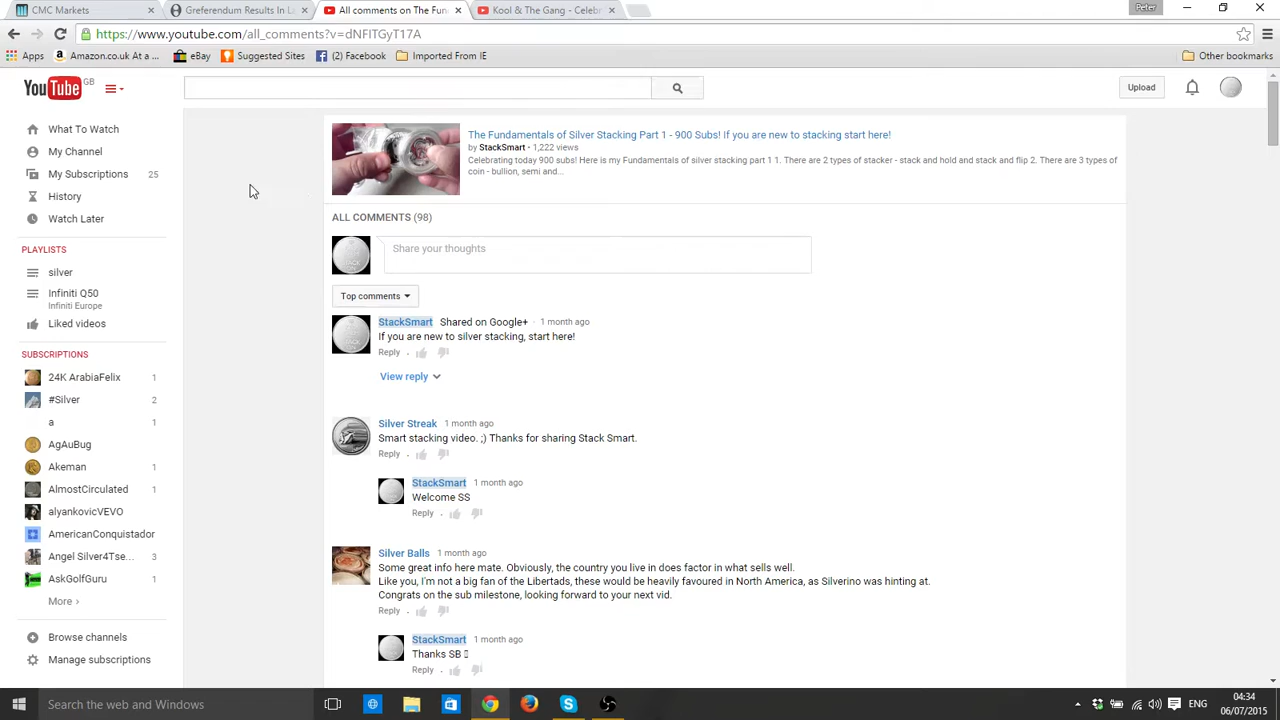 CMC Markets
Greferendum Results In L
All comments on The Fun
Kool & The Gang - Celebr
Peter
https://www.youtube.com/all_comments?v=dNFlTGyT17A
Apps
Amazon.co.uk At a ...
eBay
Suggested Sites
(2) Facebook
Imported From IE
Other bookmarks
YouTube GB
Upload
What To Watch
My Channel
My Subscriptions 25
History
Watch Later
PLAYLISTS
silver
Infiniti Q50
Infiniti Europe
Liked videos
SUBSCRIPTIONS
24K ArabiaFelix 1
#Silver 2
a 1
AgAuBug
Akeman 1
AlmostCirculated 1
alyankovicVEVO
AmericanConquistador
Angel Silver4Tse... 3
AskGolfGuru 1
More ›
Browse channels
Manage subscriptions
The Fundamentals of Silver Stacking Part 1 - 900 Subs! If you are new to stacking start here!
by StackSmart • 1,222 views
Celebrating today 900 subs! Here is my Fundamentals of silver stacking part 1 1. There are 2 types of stacker - stack and hold and stack and flip 2. There are 3 types of
coin - bullion, semi and...
ALL COMMENTS (98)
Share your thoughts
Top comments
StackSmart Shared on Google+ · 1 month ago
If you are new to silver stacking, start here!
Reply
View reply
Silver Streak 1 month ago
Smart stacking video. ;) Thanks for sharing Stack Smart.
Reply
StackSmart 1 month ago
Welcome SS
Reply
Silver Balls 1 month ago
Some great info here mate. Obviously, the country you live in does factor in what sells well.
Like you, I'm not a big fan of the Libertads, these would be heavily favoured in North America, as Silverino was hinting at.
Congrats on the sub milestone, looking forward to your next vid.
Reply
StackSmart 1 month ago
Thanks SB
Reply
Search the web and Windows
ENG
04:34
06/07/2015